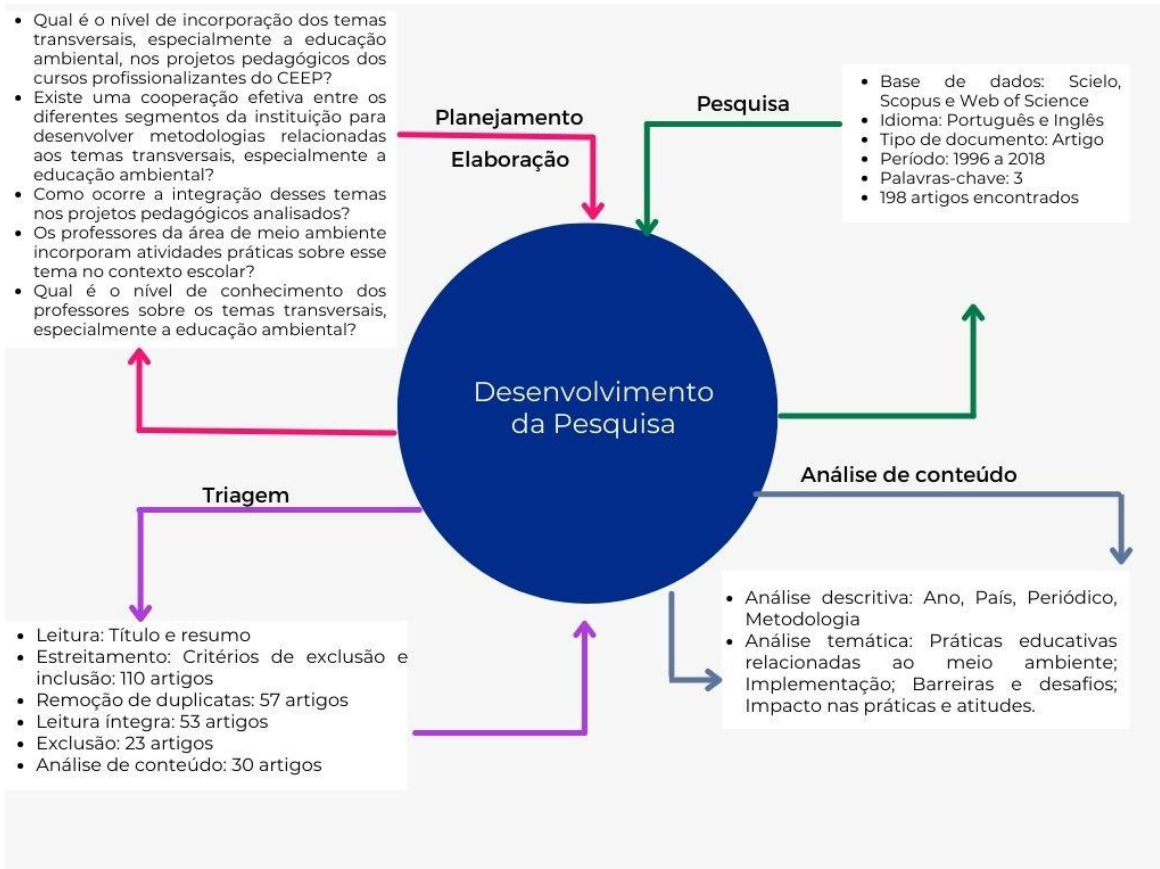 • Qual é o nível de incorporação dos temas
transversais, especialmente a educação
ambiental, nos projetos pedagógicos dos
cursos profissionalizantes do CEEP?
• Existe uma cooperação efetiva entre os
diferentes segmentos da instituição para
desenvolver metodologias relacionadas
aos temas transversais, especialmente a
educação ambiental?
• Como ocorre a integração desses temas
nos projetos pedagógicos analisados?
• Os professores da área de meio ambiente
incorporam atividades práticas sobre esse
tema no contexto escolar?
• Qual é o nível de conhecimento dos
professores sobre os temas transversais,
especialmente a educação ambiental?
Planejamento
Elaboração
Pesquisa
• Base de dados: Scielo,
Scopus e Web of Science
• Idioma: Português e Inglês
• Tipo de documento: Artigo
• Período: 1996 a 2018
• Palavras-chave: 3
• 198 artigos encontrados
Desenvolvimento
da Pesquisa
Triagem
• Leitura: Título e resumo
• Estreitamento: Critérios de exclusão e
inclusão: 110 artigos
• Remoção de duplicatas: 57 artigos
• Leitura íntegra: 53 artigos
• Exclusão: 23 artigos
• Análise de conteúdo: 30 artigos
Análise de conteúdo
• Análise descritiva: Ano, País, Periódico,
Metodologia
• Análise temática: Práticas educativas
relacionadas ao meio ambiente;
Implementação; Barreiras e desafios;
Impacto nas práticas e atitudes.